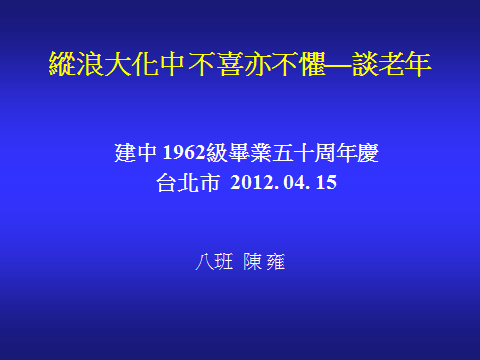 縱浪大化中不喜亦不懼—談老年
建中 1962級畢業五十周年慶
台北市 2012. 04. 15
八班 陳 雍